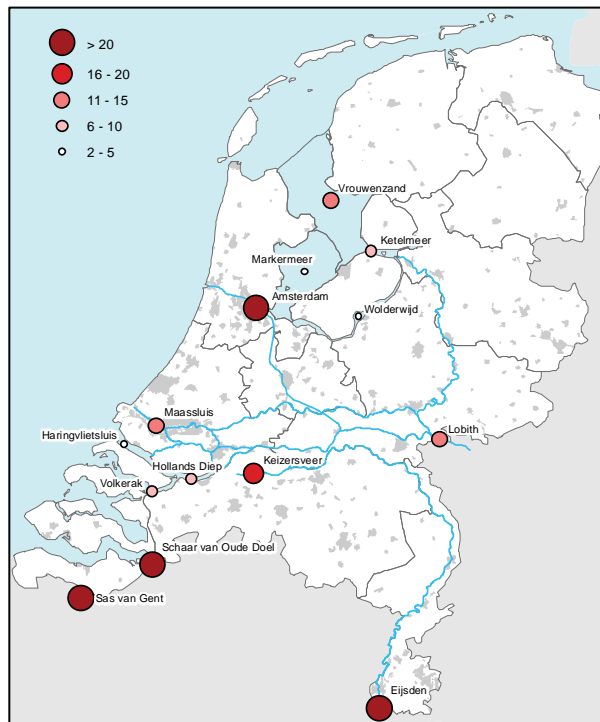 > 20
16 - 20
11 - 15
6 - 10
2 - 5
Vrouwenzand
Ketelmeer
Markermeer
Amsterdam
Wolderwijd
Maassluis
Haringvlietsluis
Lobith
Hollands Diep
Keizersveer
Volkerak
Schaar van Oude Doel
Sas van Gent
Eijsden